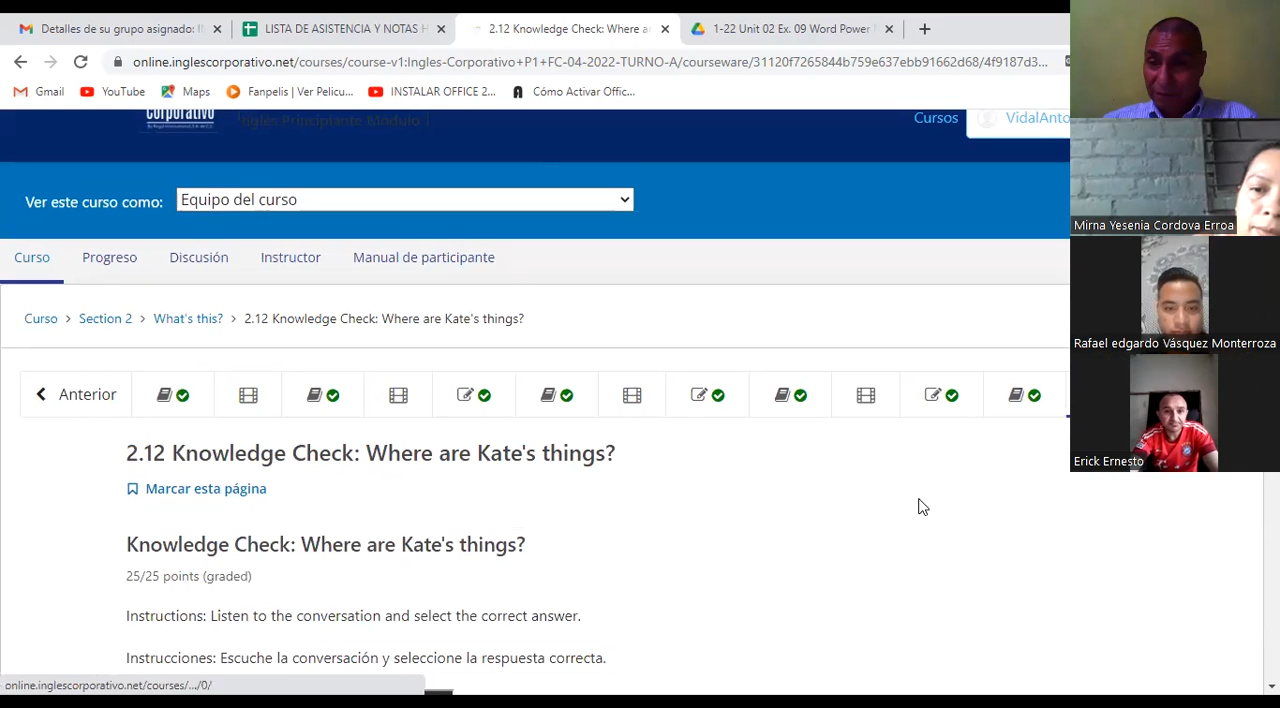 Detalles de su grupo asignado: I
LISTA DE ASISTENCIA Y NOTAS H
2.12 Knowledge Check: Where a
1-22 Unit 02 Ex. 09 Word Power
online.inglescorporativo.net/courses/course-v1:Ingles-Corporativo+P1+FC-04-2022-TURNO-A/courseware/31120f7265844b759e637ebb91662d68/4f9187d3...
Gmail
YouTube
Maps
Fanpelis | Ver Pelicu...
INSTALAR OFFICE 2...
Cómo Activar Offic...
corporativo
Inglés Principiante Módulo 1
Cursos
VidalAnto
Ver este curso como:
Equipo del curso
Curso
Progreso
Discusión
Instructor
Manual de participante
Curso > Section 2 > What's this? > 2.12 Knowledge Check: Where are Kate's things?
Anterior
2.12 Knowledge Check: Where are Kate's things?
Marcar esta página
Knowledge Check: Where are Kate's things?
25/25 points (graded)
Instructions: Listen to the conversation and select the correct answer.
Instrucciones: Escuche la conversación y seleccione la respuesta correcta.
online.inglescorporativo.net/courses/.../0/
Mirna Yesenia Cordova Erroa
Rafael edgardo Vásquez Monterroza
Erick Ernesto